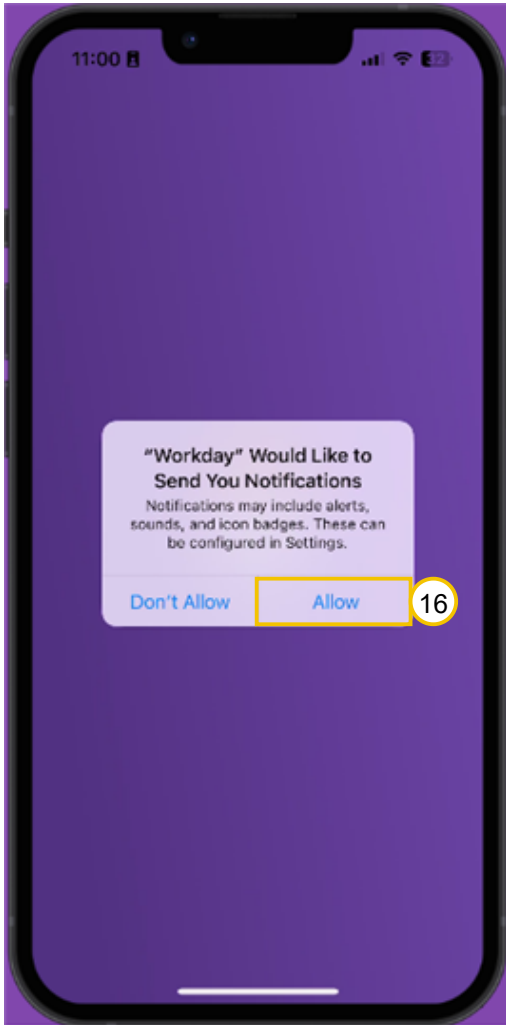 11:00
32
“Workday” Would Like to
Send You Notifications
Notifications may include alerts,
sounds, and icon badges. These can
be configured in Settings.
Don’t Allow
Allow
16